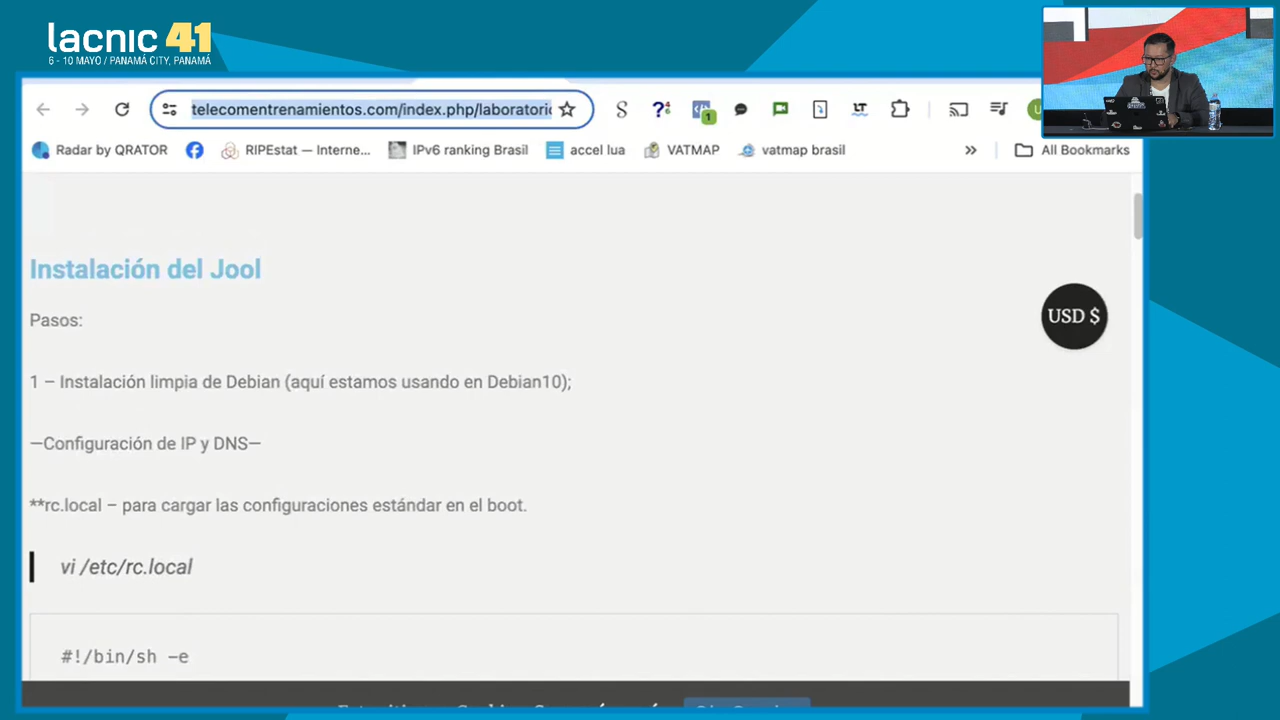 lacnic 41
6 - 10 MAYO / PANAMÁ CITY, PANAMÁ
telecomentrenamientos.com/index.php/laboratorio
1
Radar by QRATOR
RIPEstat — Interne...
IPv6 ranking Brasil
accel lua
VATMAP
vatmap brasil
All Bookmarks
Instalación del Jool
USD $
Pasos:
1 – Instalación limpia de Debian (aquí estamos usando en Debian10);
—Configuración de IP y DNS—
**rc.local – para cargar las configuraciones estándar en el boot.
vi /etc/rc.local
#!/bin/sh -e